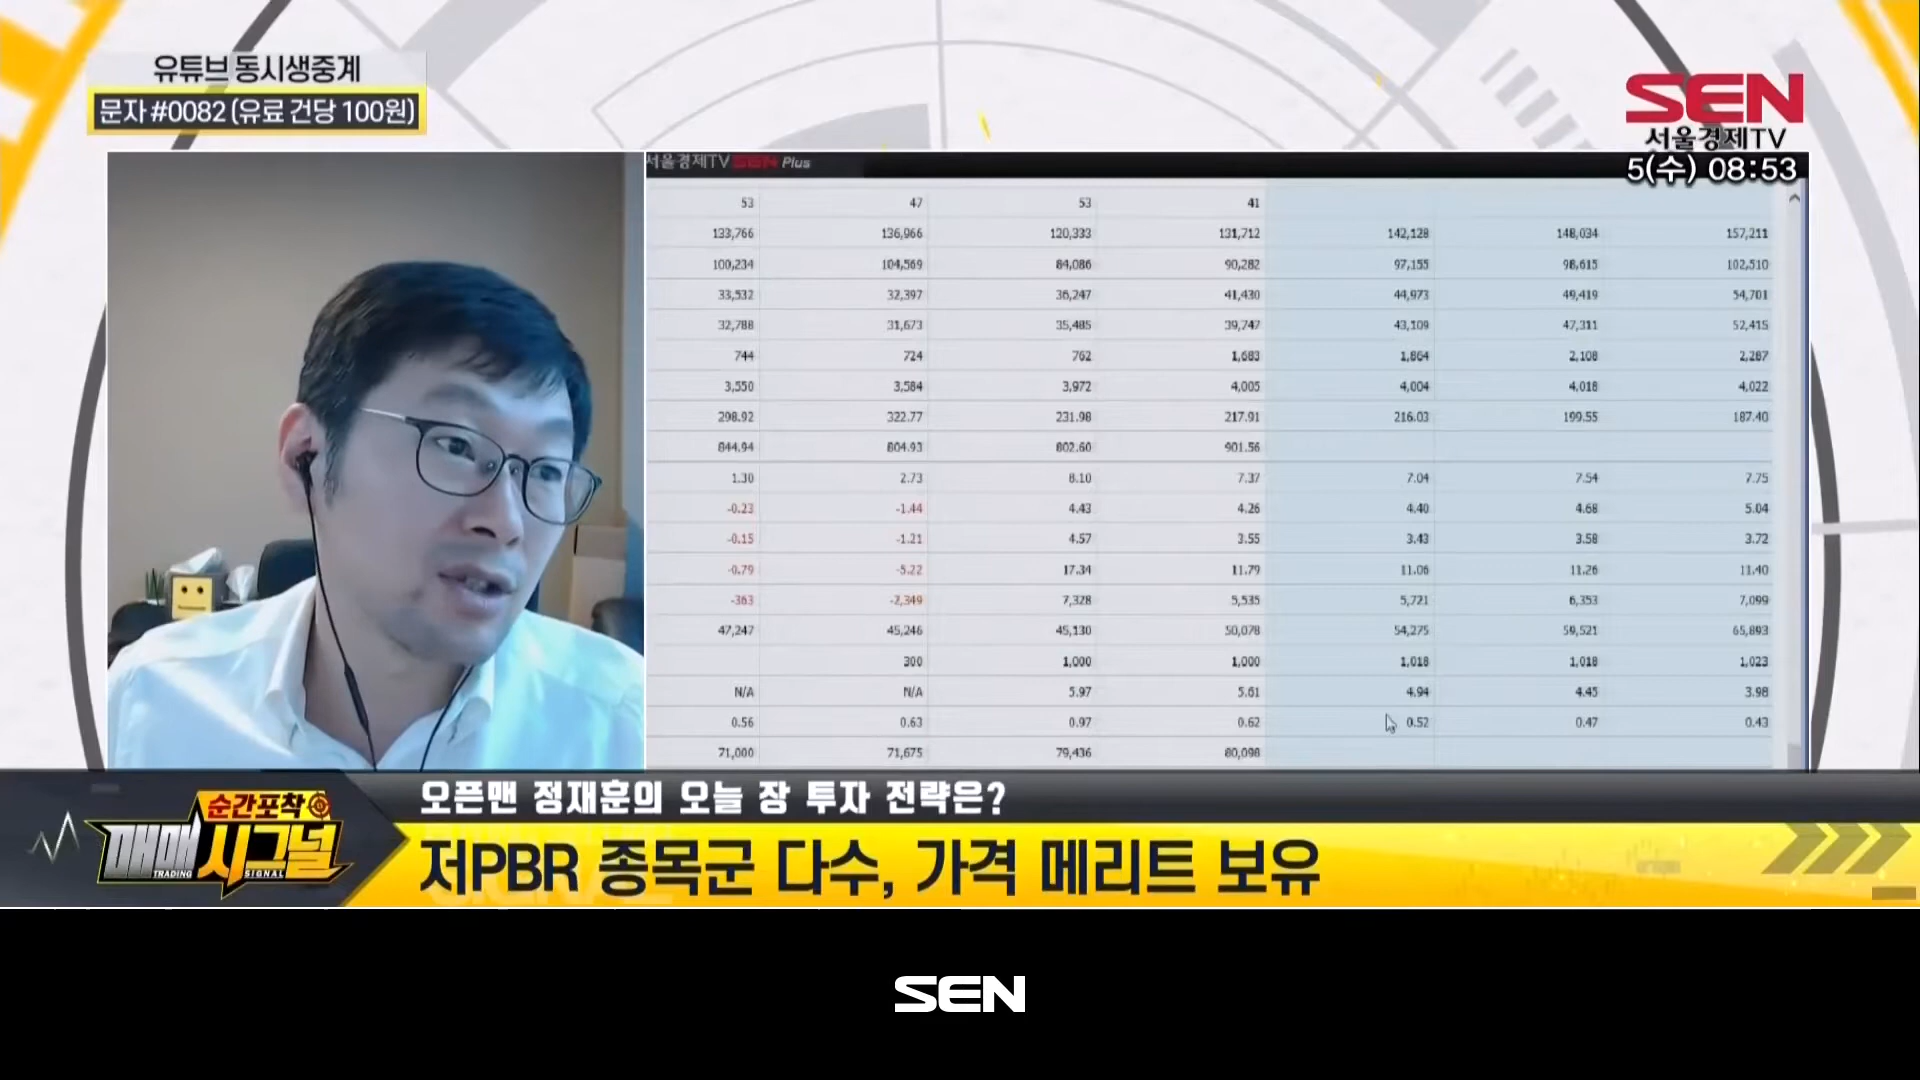 유튜브 동시생중계
문자 #0082 (유료 건당 100원)
SEN
서울경제TV
5(수) 08:53
서울경제TV SEN Plus
53 47 53 41
133,766 136,966 120,333 131,712 142,128 148,034 157,211
100,234 104,569 84,086 90,282 97,155 98,615 102,510
33,532 32,397 36,247 41,430 44,973 49,419 54,701
32,788 31,673 35,485 39,747 43,109 47,311 52,415
744 724 762 1,683 1,864 2,108 2,287
3,550 3,584 3,972 4,005 4,004 4,018 4,022
298.92 322.77 231.98 217.91 216.03 199.55 187.40
844.94 804.93 802.60 901.56
1.30 2.73 8.10 7.37 7.04 7.54 7.75
-0.23 -1.44 4.43 4.26 4.40 4.68 5.04
-0.15 -1.21 4.57 3.55 3.43 3.58 3.72
-0.79 -5.22 17.34 11.79 11.06 11.26 11.40
-363 -2,349 7,328 5,535 5,721 6,353 7,099
47,247 45,246 45,130 50,078 54,275 59,521 65,893
300 1,000 1,000 1,018 1,018 1,023
N/A N/A 5.97 5.61 4.94 4.45 3.98
0.56 0.63 0.97 0.62 0.52 0.47 0.43
71,000 71,675 79,436 80,098
오픈맨 정재훈의 오늘 장 투자 전략은?
순간포착
매매시그널
TRADING SIGNAL
저PBR 종목군 다수, 가격 메리트 보유
SEN